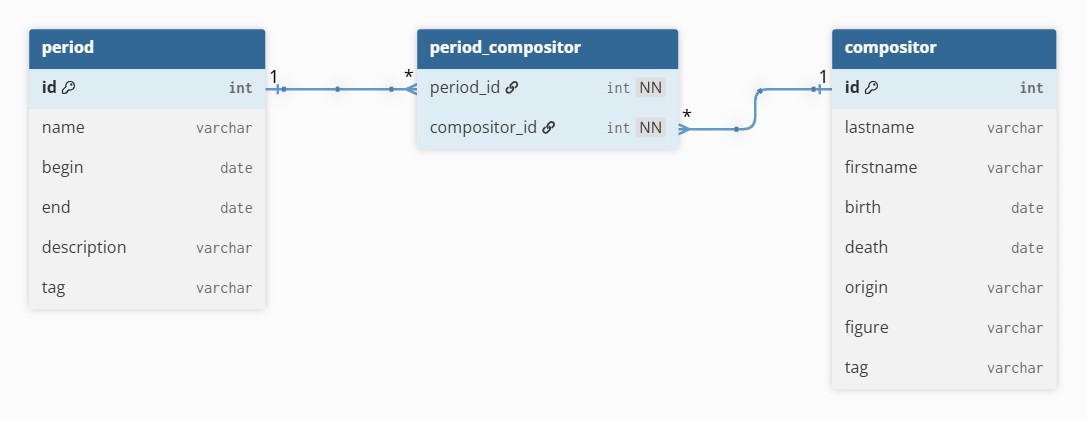 period
id int
name varchar
begin date
end date
description varchar
tag varchar
1 *
period_compositor
period_id int NN
compositor_id int NN
* 1
compositor
id int
lastname varchar
firstname varchar
birth date
death date
origin varchar
figure varchar
tag varchar